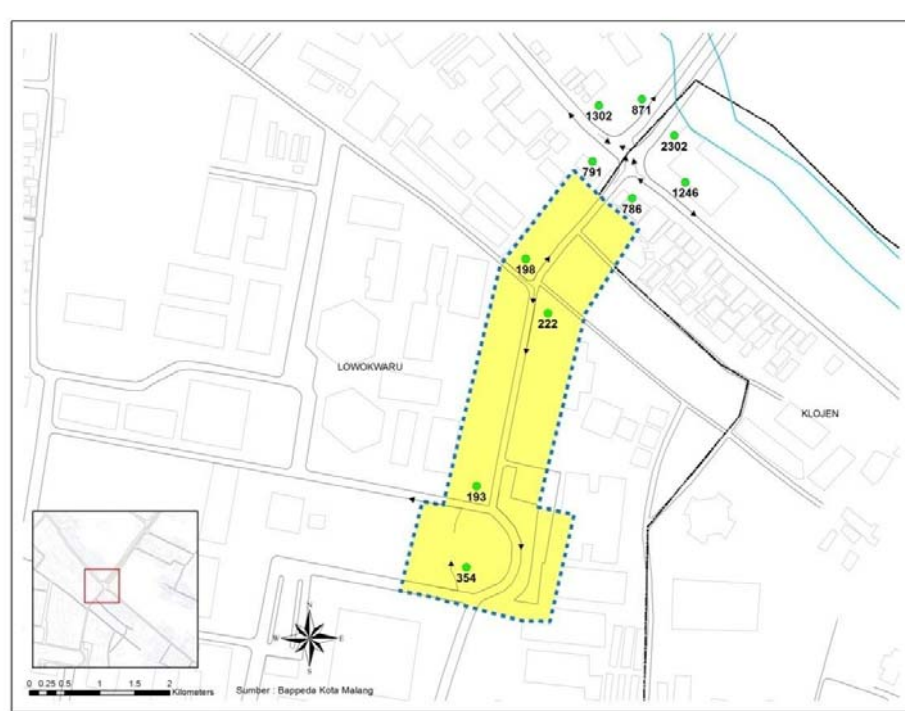 1302
871
2302
791
1246
786
198
222
LOWOKWARU
KLOJEN
193
354
N
W
E
S
0 0.25 0.5 1 1.5 2
Kilometers
Sumber : Bappeda Kota Malang